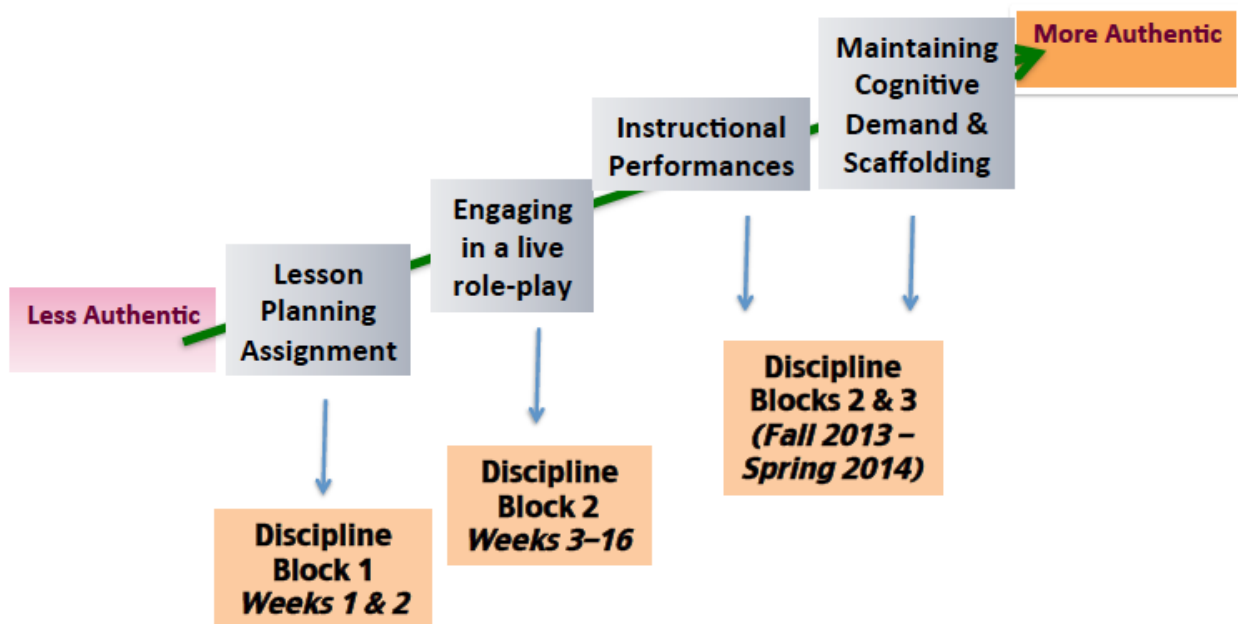 Less Authentic
Lesson
Planning
Assignment
Engaging
in a live
role-play
Instructional
Performances
Maintaining
Cognitive
Demand &
Scaffolding
More Authentic
Discipline
Block 1
Weeks 1 & 2
Discipline
Block 2
Weeks 3–16
Discipline
Blocks 2 & 3
(Fall 2013 –
Spring 2014)